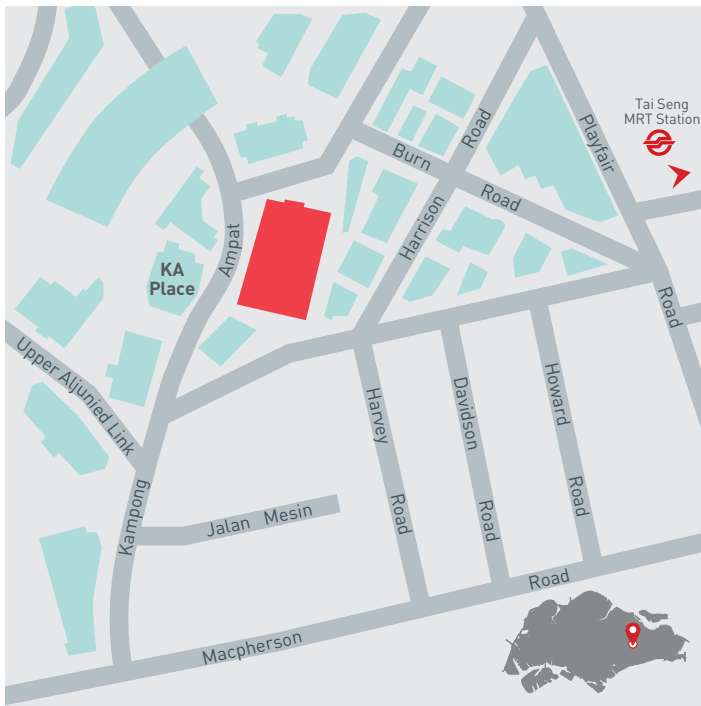 Tai Seng
MRT Station
Playfair
Road
Burn
Road
Harrison
Road
Ampat
KA
Place
Upper Aljunied Link
Kampong
Harvey
Road
Davidson
Road
Howard
Road
Jalan Mesin
Macpherson
Road